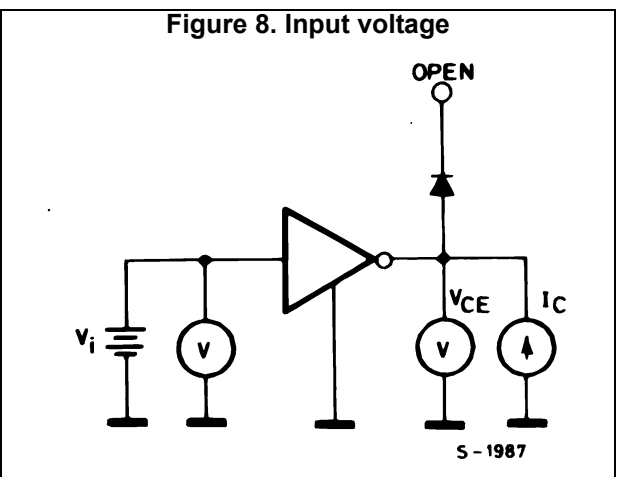 Figure 8. Input voltage
OPEN
VCE
IC
Vi
V
V
S-1987